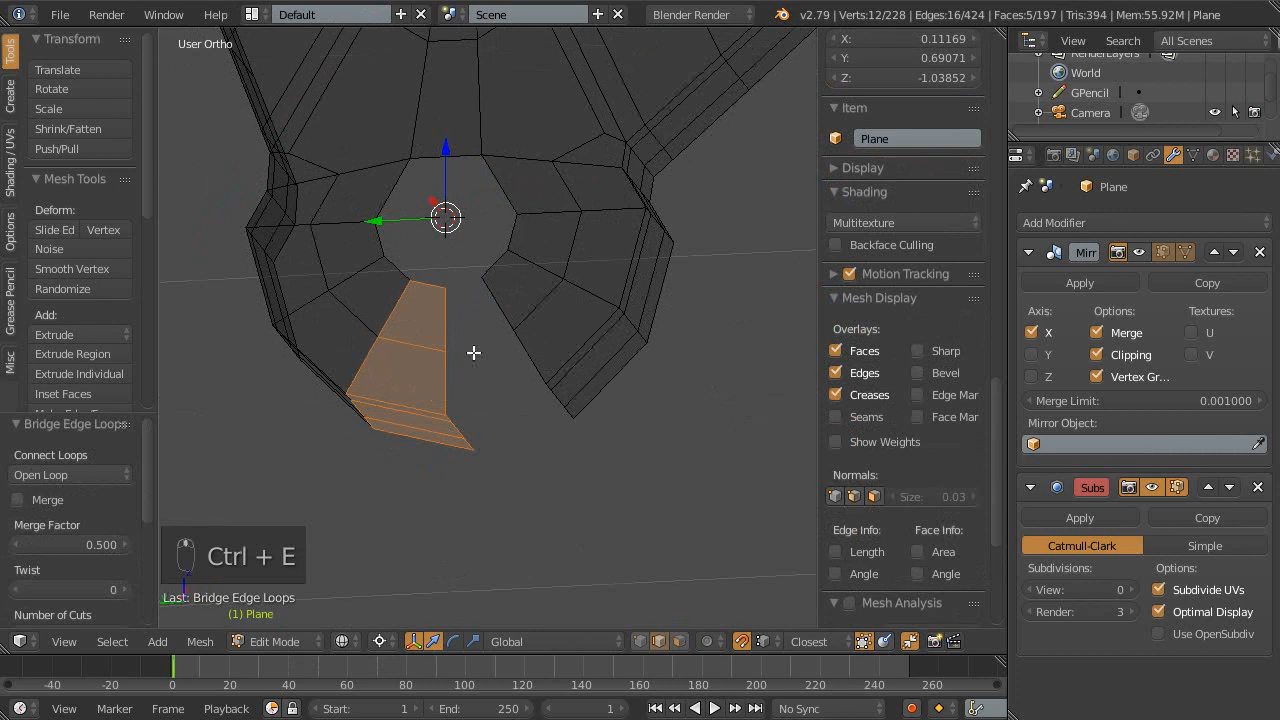 File Render Window Help Default Scene Blender Render v2.79 | Verts:12/228 | Edges:16/424 | Faces:5/197 | Tris:394 | Mem:55.92M | Plane
Tools
Create
Shading / UVs
Options
Grease Pencil
Misc
Transform
Translate
Rotate
Scale
Shrink/Fatten
Push/Pull
Mesh Tools
Deform:
Slide Ed Vertex
Noise
Smooth Vertex
Randomize
Add:
Extrude
Extrude Region
Extrude Individual
Inset Faces
Bridge Edge Loops
Connect Loops
Open Loop
Merge
Merge Factor
0.500
Twist
0
Number of Cuts
User Ortho
Ctrl + E
Last: Bridge Edge Loops
(1) Plane
X: 0.11169
Y: 0.69071
Z: -1.03852
Item
Plane
Display
Shading
Multitexture
Backface Culling
Motion Tracking
Mesh Display
Overlays:
Faces Sharp
Edges Bevel
Creases Edge Mar
Seams Face Mar
Show Weights
Normals:
Size: 0.03
Edge Info: Face Info:
Length Area
Angle Angle
Mesh Analysis
View Search All Scenes
RenderLayers
World
GPencil
Camera
Plane
Add Modifier
Mirr
Apply Copy
Axis: Options: Textures:
X Merge U
Y Clipping V
Z Vertex Gr...
Merge Limit: 0.001000
Mirror Object:
Subs
Apply Copy
Catmull-Clark Simple
Subdivisions: Options:
View: 0 Subdivide UVs
Render: 3 Optimal Display
Use OpenSubdiv
View Select Add Mesh Edit Mode Global Closest
-40 -20 0 20 40 60 80 100 120 140 160 180 200 220 240 260
View Marker Frame Playback Start: 1 End: 250 1 No Sync